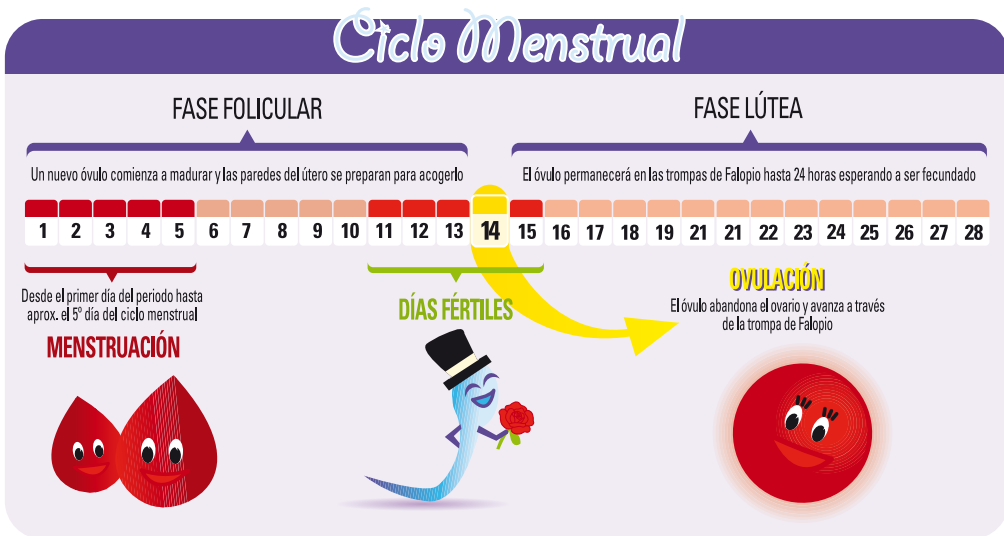 Ciclo Menstrual
FASE FOLICULAR
FASE LÚTEA
Un nuevo óvulo comienza a madurar y las paredes del útero se preparan para acogerlo
El óvulo permanecerá en las trompas de Falopio hasta 24 horas esperando a ser fecundado
1 2 3 4 5 6 7 8 9 10 11 12 13 14 15 16 17 18 19 21 21 22 23 24 25 26 27 28
Desde el primer día del periodo hasta
aprox. el 5º día del ciclo menstrual
MENSTRUACIÓN
DÍAS FÉRTILES
OVULACIÓN
El óvulo abandona el ovario y avanza a través
de la trompa de Falopio